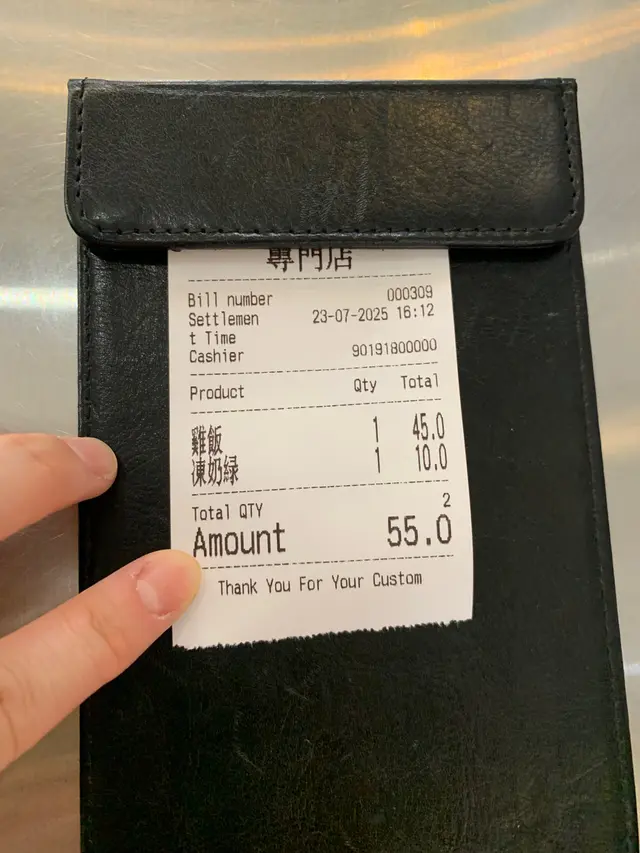 專門店
Bill number 000309
Settlemen 23-07-2025 16:12
t Time
Cashier 90191800000
Product Qty Total
雞飯 1 45.0
凍奶绿 1 10.0
Total QTY 2
Amount 55.0
Thank You For Your Custom